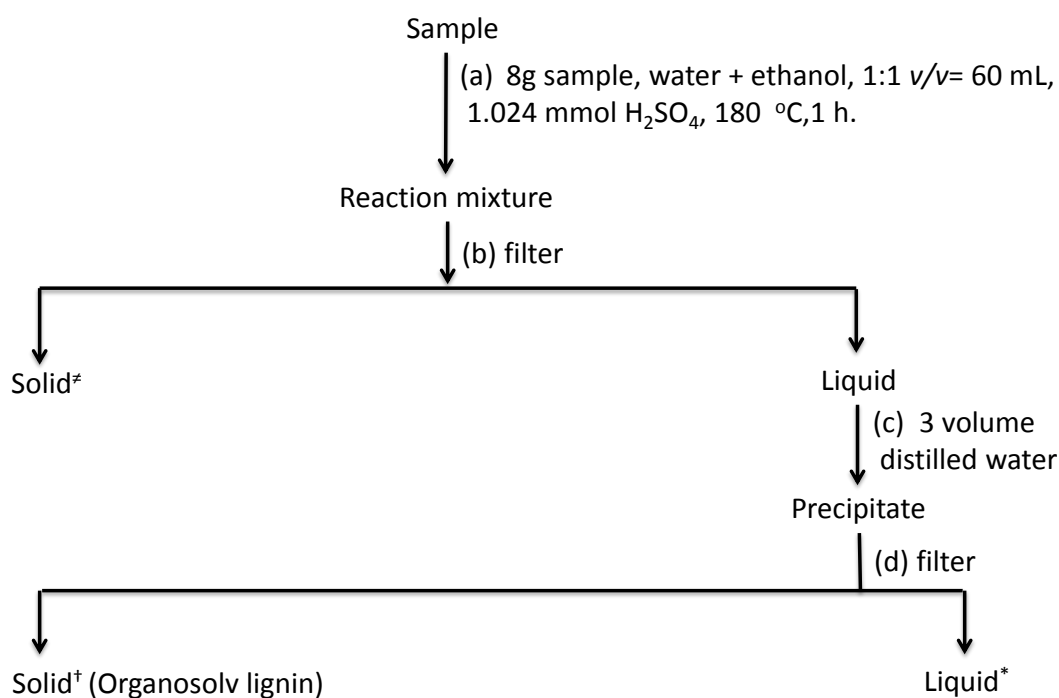 Sample
(a) 8g sample, water + ethanol, 1:1 v/v= 60 mL,
1.024 mmol H₂SO₄, 180 °C,1 h.
Reaction mixture
(b) filter
Solid≠
Liquid
(c) 3 volume
distilled water
Precipitate
(d) filter
Solid† (Organosolv lignin)
Liquid*